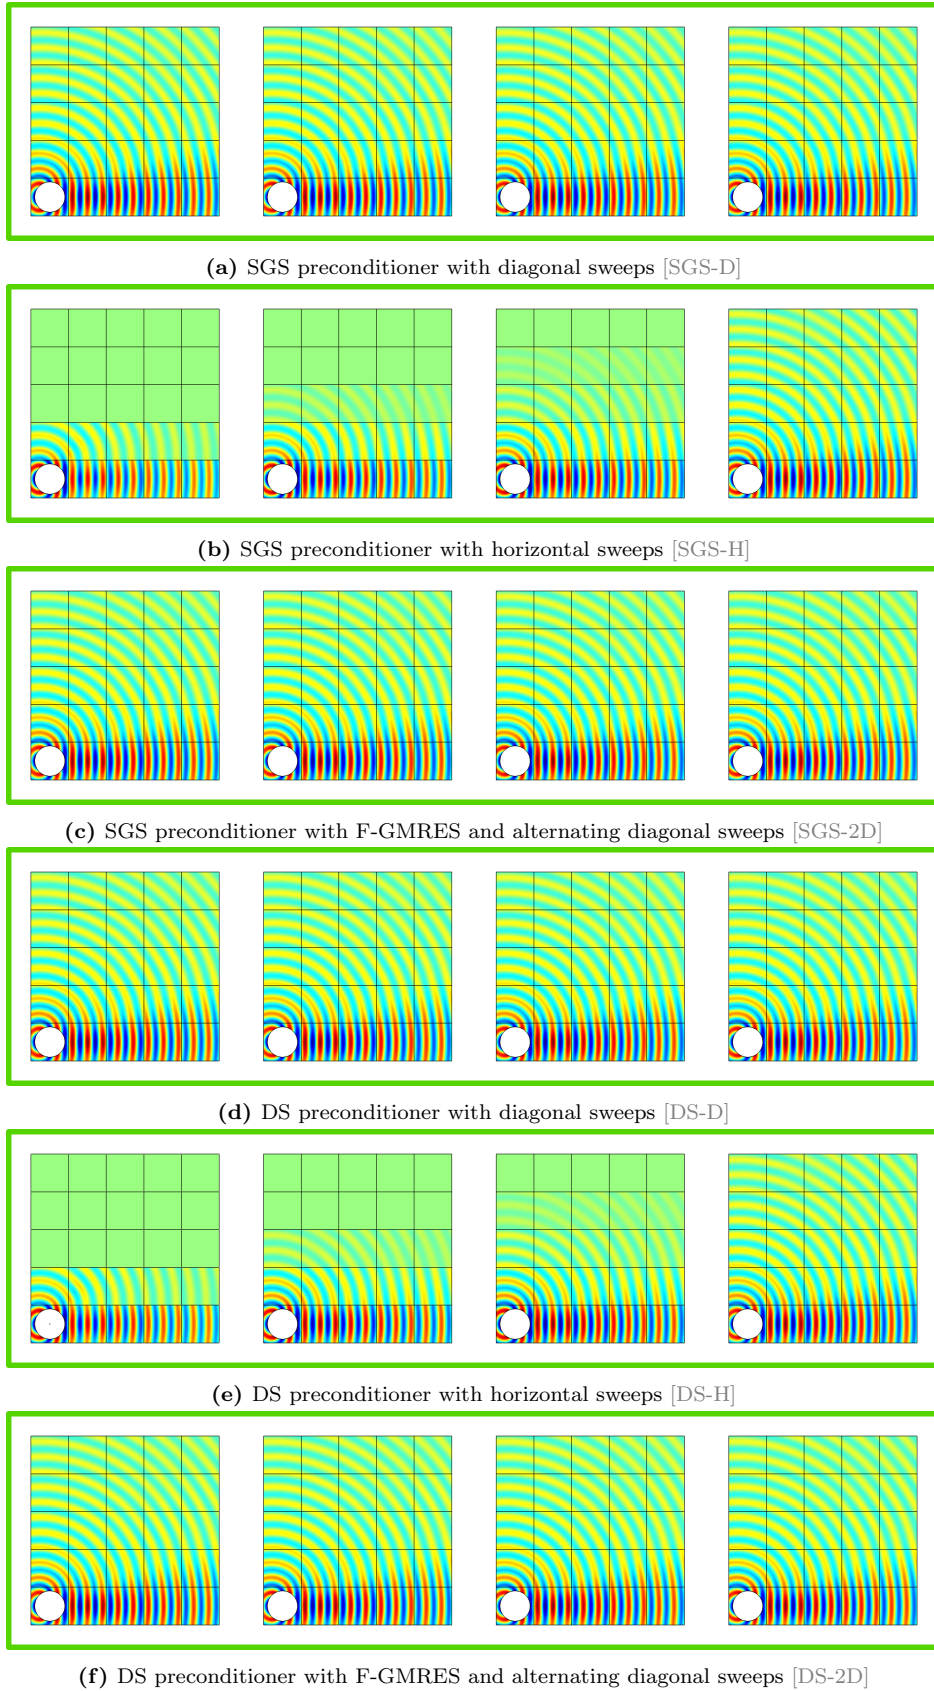 (a) SGS preconditioner with diagonal sweeps [SGS-D]
(b) SGS preconditioner with horizontal sweeps [SGS-H]
(c) SGS preconditioner with F-GMRES and alternating diagonal sweeps [SGS-2D]
(d) DS preconditioner with diagonal sweeps [DS-D]
(e) DS preconditioner with horizontal sweeps [DS-H]
(f) DS preconditioner with F-GMRES and alternating diagonal sweeps [DS-2D]